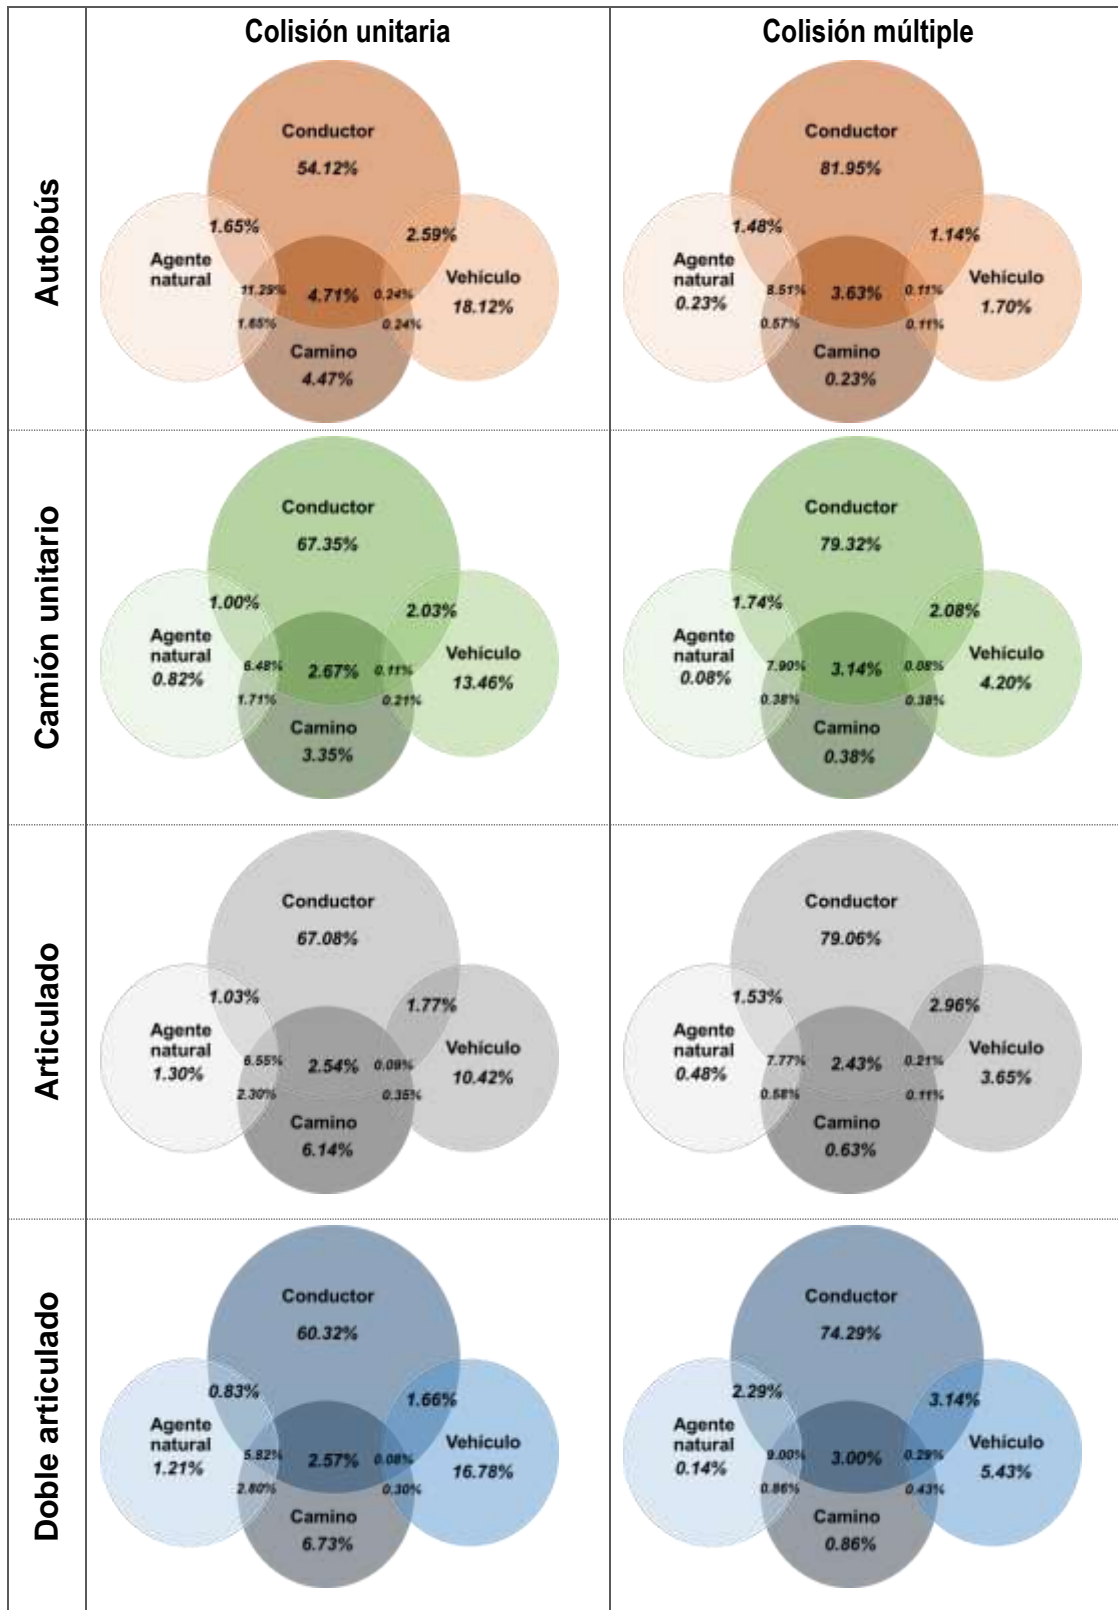 Colisión unitaria
Colisión múltiple
Autobús
Conductor
54.12%
1.65%
2.59%
Agente
natural
11.29%
4.71%
0.24%
Vehículo
18.12%
1.65%
0.24%
Camino
4.47%
Conductor
81.95%
1.48%
1.14%
Agente
natural
0.23%
8.51%
3.63%
0.11%
Vehículo
1.70%
0.57%
0.11%
Camino
0.23%
Camión unitario
Conductor
67.35%
1.00%
2.03%
Agente
natural
0.82%
6.48%
2.67%
0.11%
Vehículo
13.46%
1.71%
0.21%
Camino
3.35%
Conductor
79.32%
1.74%
2.08%
Agente
natural
0.08%
7.90%
3.14%
0.08%
Vehículo
4.20%
0.38%
0.38%
Camino
0.38%
Articulado
Conductor
67.08%
1.03%
1.77%
Agente
natural
1.30%
6.55%
2.54%
0.09%
Vehículo
10.42%
2.30%
0.35%
Camino
6.14%
Conductor
79.06%
1.53%
2.96%
Agente
natural
0.48%
7.77%
2.43%
0.21%
Vehículo
3.65%
0.58%
0.11%
Camino
0.63%
Doble articulado
Conductor
60.32%
0.83%
1.66%
Agente
natural
1.21%
5.82%
2.57%
0.08%
Vehículo
16.78%
2.80%
0.30%
Camino
6.73%
Conductor
74.29%
2.29%
3.14%
Agente
natural
0.14%
9.00%
3.00%
0.29%
Vehículo
5.43%
0.86%
0.43%
Camino
0.86%